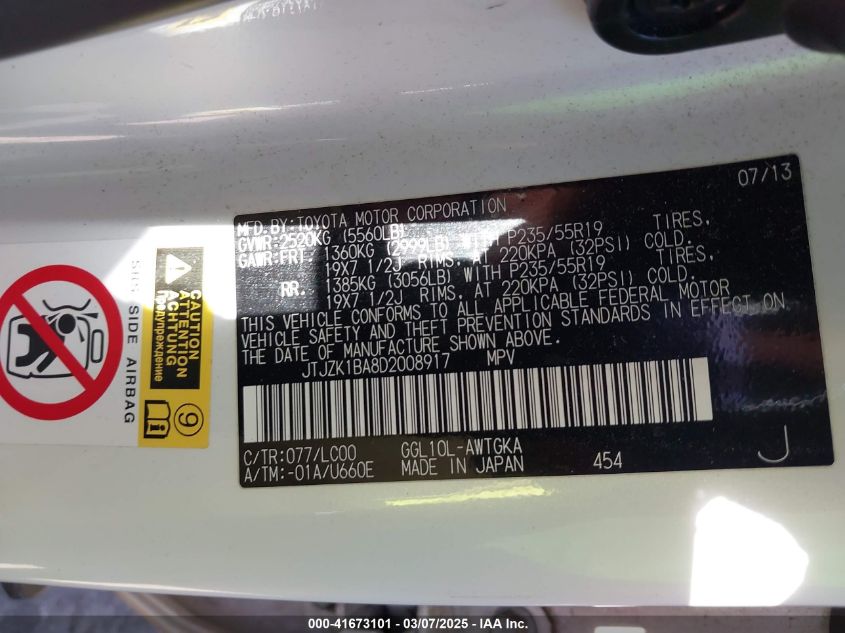 07/13
MFD.BY:TOYOTA MOTOR CORPORATION
GVWR:2520KG (5560LB)
GAWR:FRT. 1360KG (2999LB) WITH P235/55R19 TIRES.
19X7 1/2J RIMS. AT 220KPA (32PSI) COLD.
RR. 1385KG (3056LB) WITH P235/55R19 TIRES.
19X7 1/2J RIMS. AT 220KPA (32PSI) COLD.
THIS VEHICLE CONFORMS TO ALL APPLICABLE FEDERAL MOTOR
VEHICLE SAFETY AND THEFT PREVENTION STANDARDS IN EFFECT ON
THE DATE OF MANUFACTURE SHOWN ABOVE.
JTJZK1BA8D2008917 MPV
C/TR:077/LC00 GGL10L-AWTGKA
A/TM:-01A/U660E MADE IN JAPAN 454 J
SRS SIDE AIRBAG
CAUTION
ATTENTION
ACHTUNG
Предупреждение
9
000-41673101 - 03/07/2025 - IAA, Inc.